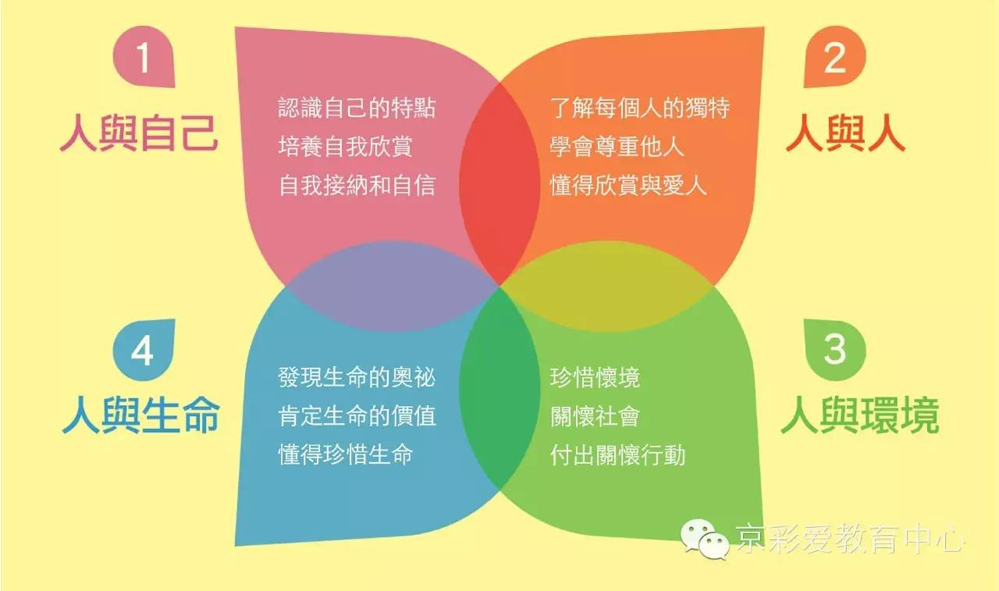 1
人與自己
認識自己的特點
培養自我欣賞
自我接納和自信
2
人與人
了解每個人的獨特
學會尊重他人
懂得欣賞與愛人
4
人與生命
發現生命的奧祕
肯定生命的價值
懂得珍惜生命
3
人與環境
珍惜懷境
關懷社會
付出關懷行動
京彩爱教育中心